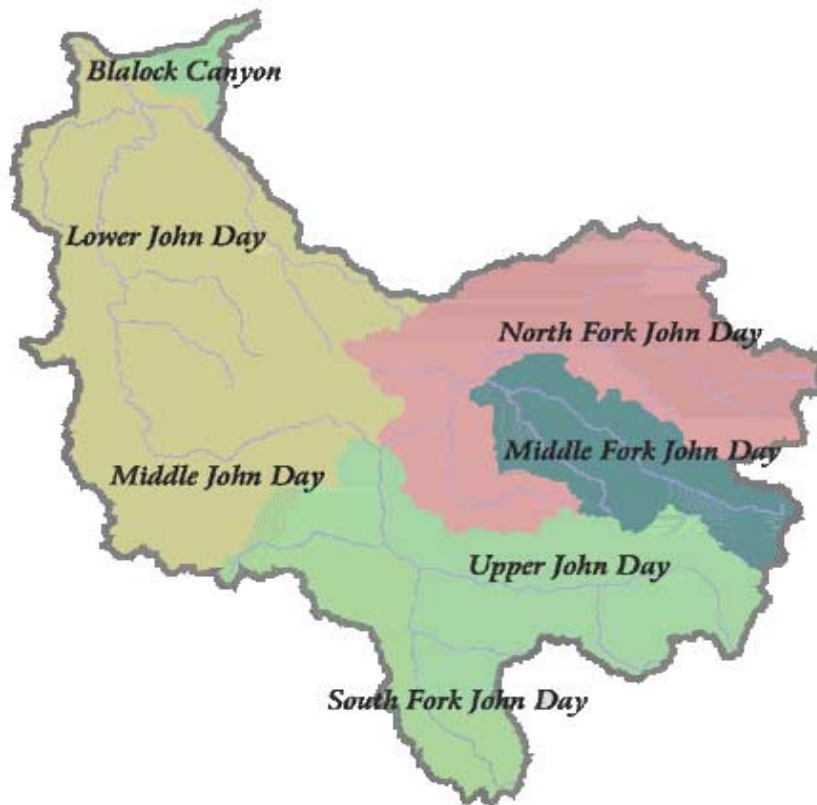 Blalock Canyon
Lower John Day
North Fork John Day
Middle Fork John Day
Middle John Day
Upper John Day
South Fork John Day